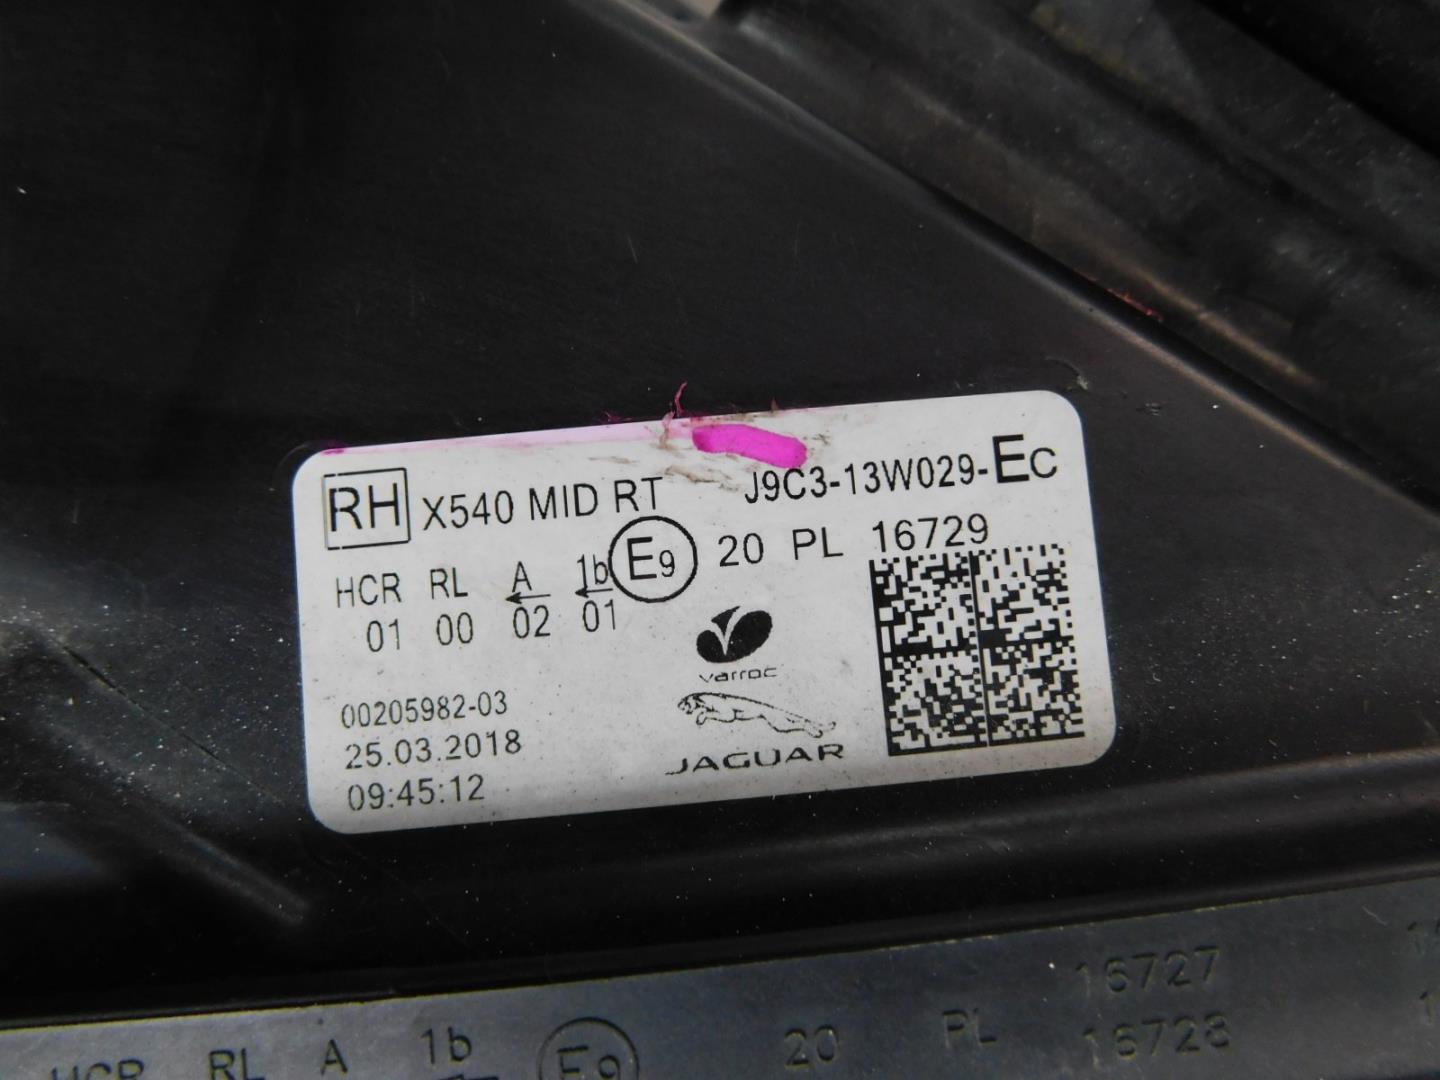 RH X540 MID RT J9C3-13W029-EC
HCR RL A 1b E9 20 PL 16729
01 00 02 01
varroc
00205982-03
25.03.2018
09:45:12
JAGUAR
16727
HCR RL A 1b E9 20 PL 16728